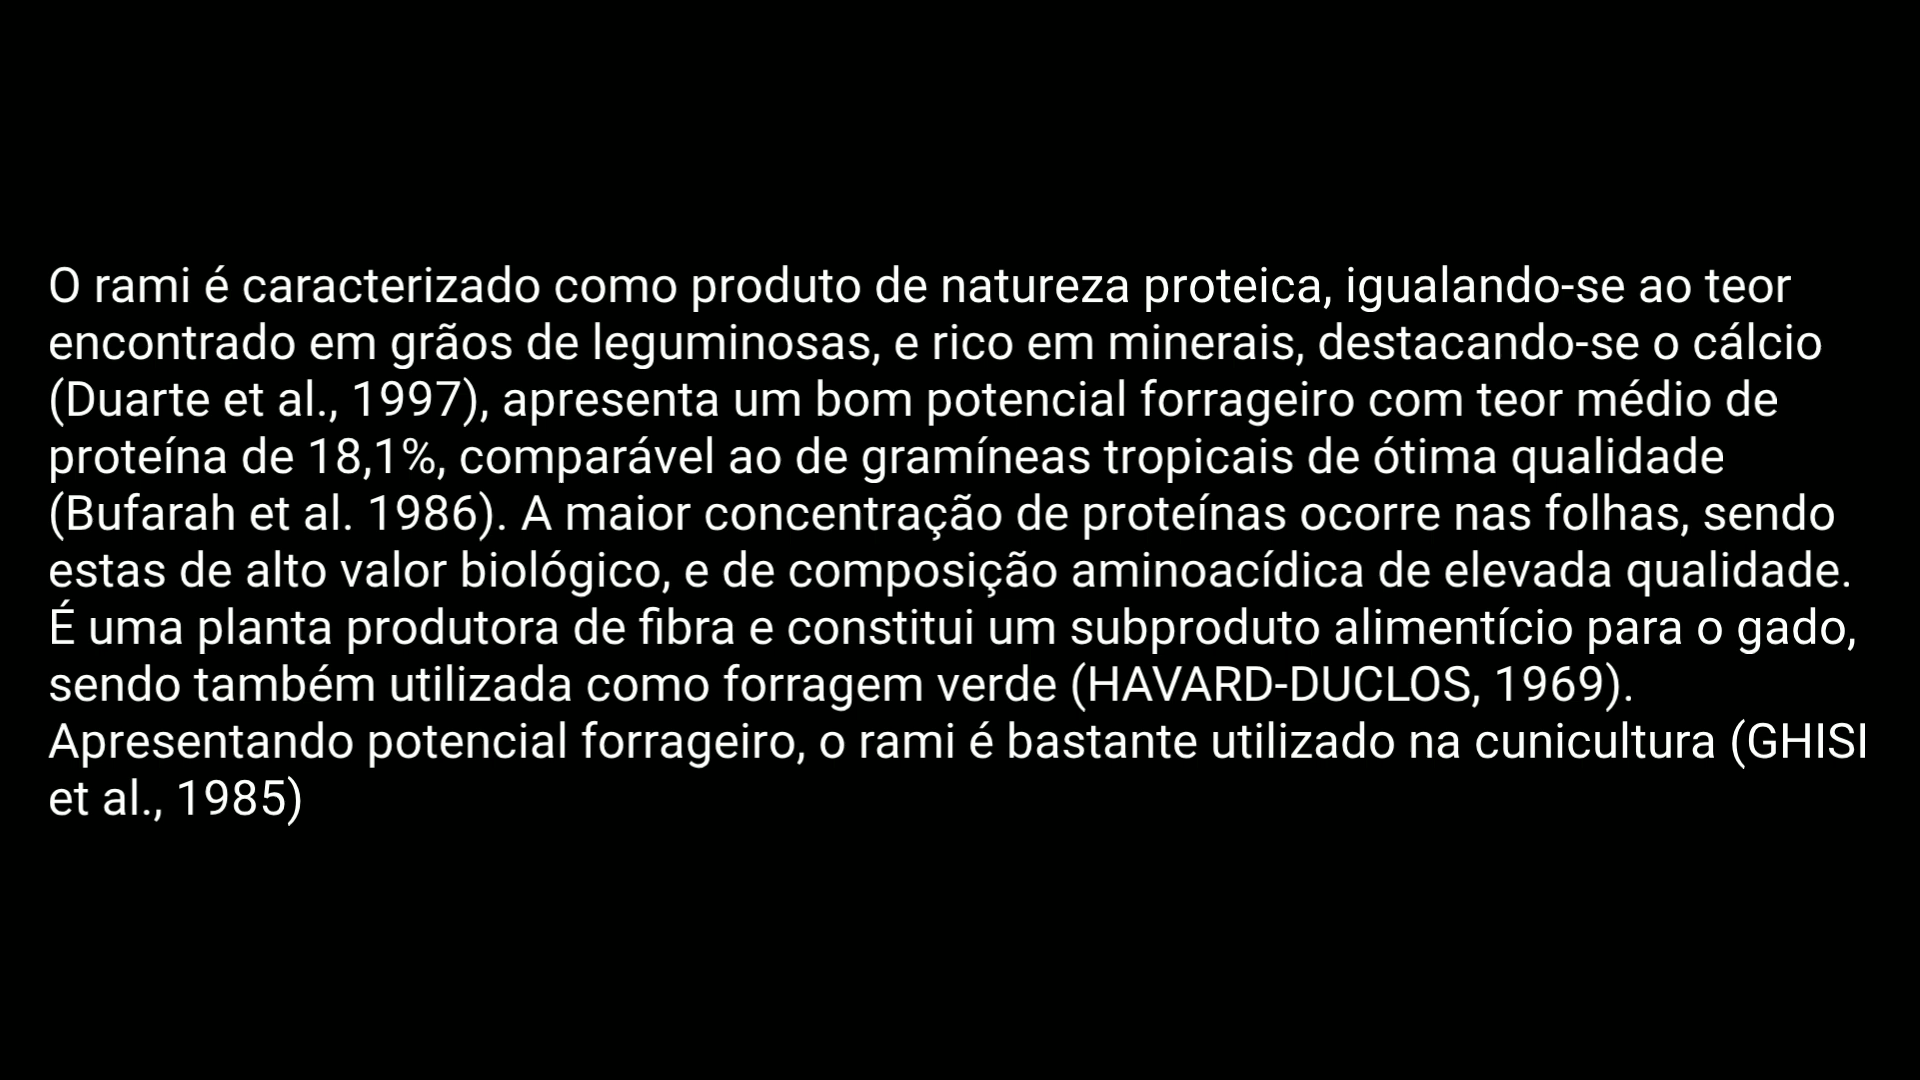 O rami é caracterizado como produto de natureza proteica, igualando-se ao teor
encontrado em grãos de leguminosas, e rico em minerais, destacando-se o cálcio
(Duarte et al., 1997), apresenta um bom potencial forrageiro com teor médio de
proteína de 18,1%, comparável ao de gramíneas tropicais de ótima qualidade
(Bufarah et al. 1986). A maior concentração de proteínas ocorre nas folhas, sendo
estas de alto valor biológico, e de composição aminoacídica de elevada qualidade.
É uma planta produtora de fibra e constitui um subproduto alimentício para o gado,
sendo também utilizada como forragem verde (HAVARD-DUCLOS, 1969).
Apresentando potencial forrageiro, o rami é bastante utilizado na cunicultura (GHISI
et al., 1985)